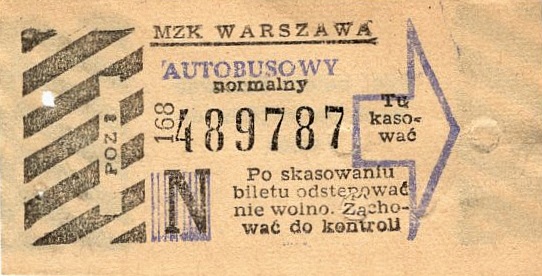 MZK WARSZAWA
AUTOBUSOWY
normalny
168
489787
POZ 8
Tu
kaso-
wać
N
Po skasowaniu
biletu odstępować
nie wolno. Zacho-
wać do kontroli